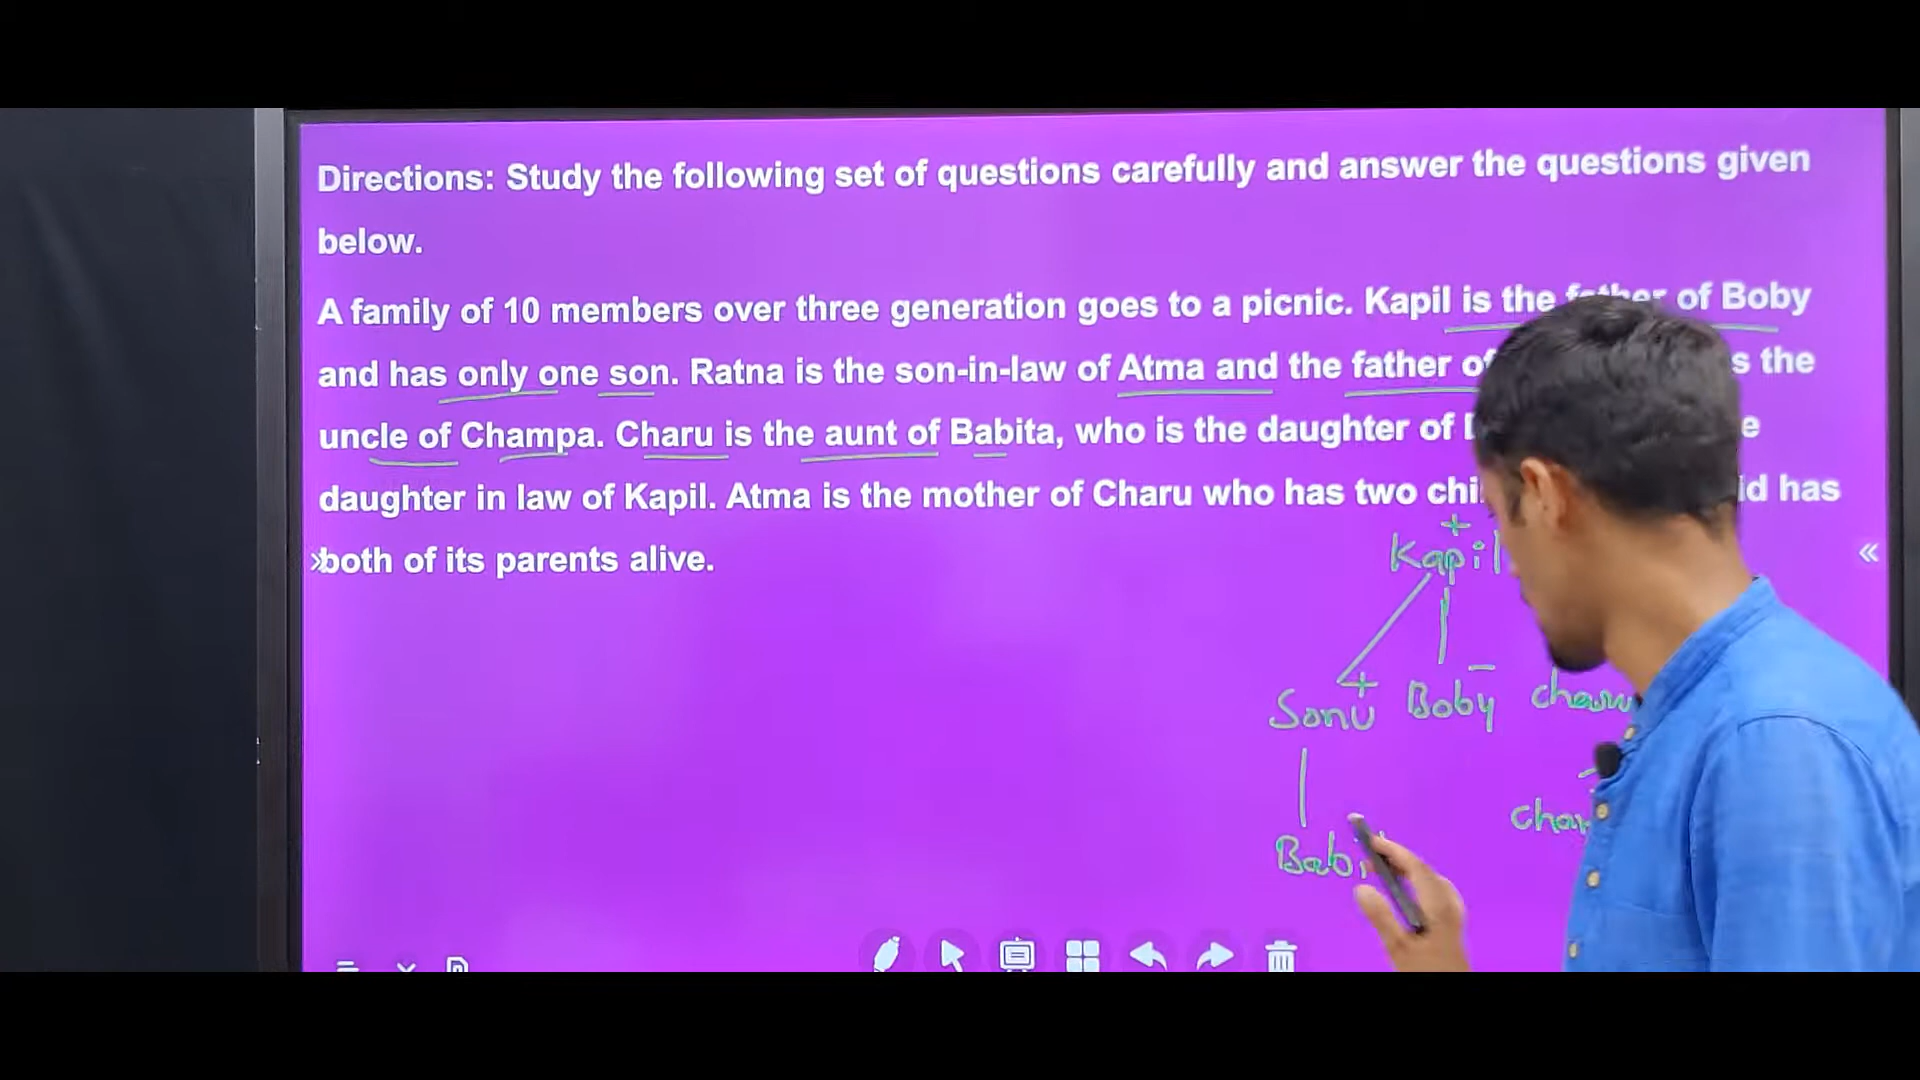 Directions: Study the following set of questions carefully and answer the questions given
below.
A family of 10 members over three generation goes to a picnic. Kapil is the father of Boby
and has only one son. Ratna is the son-in-law of Atma and the father of s the
uncle of Champa. Charu is the aunt of Babita, who is the daughter of
daughter in law of Kapil. Atma is the mother of Charu who has two has
both of its parents alive.
+
Kapil
+ −
Sonu Boby